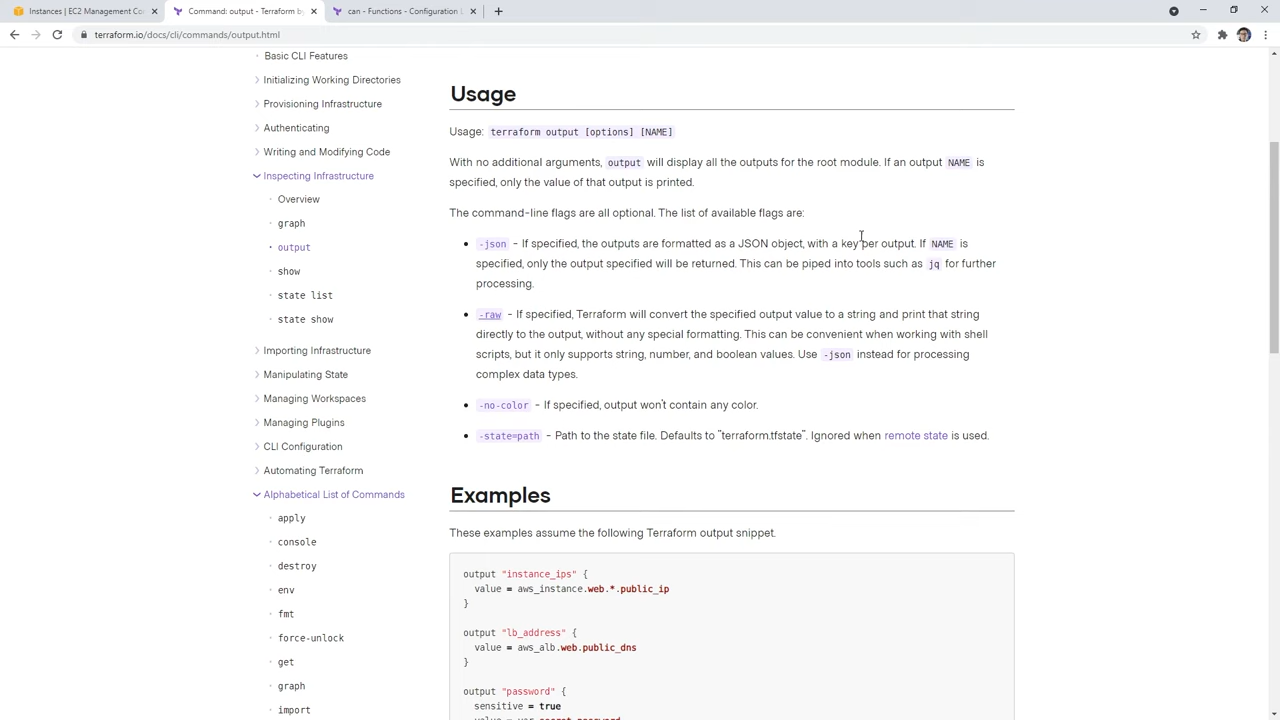 Instances | EC2 Management Co
Command: output - Terraform b
can - Functions - Configuration L
terraform.io/docs/cli/commands/output.html
Basic CLI Features
Initializing Working Directories
Provisioning Infrastructure
Authenticating
Writing and Modifying Code
Inspecting Infrastructure
Overview
graph
output
show
state list
state show
Importing Infrastructure
Manipulating State
Managing Workspaces
Managing Plugins
CLI Configuration
Automating Terraform
Alphabetical List of Commands
apply
console
destroy
env
fmt
force-unlock
get
graph
import
Usage
Usage: terraform output [options] [NAME]
With no additional arguments, output will display all the outputs for the root module. If an output NAME is
specified, only the value of that output is printed.
The command-line flags are all optional. The list of available flags are:
-json - If specified, the outputs are formatted as a JSON object, with a key per output. If NAME is
specified, only the output specified will be returned. This can be piped into tools such as jq for further
processing.
-raw - If specified, Terraform will convert the specified output value to a string and print that string
directly to the output, without any special formatting. This can be convenient when working with shell
scripts, but it only supports string, number, and boolean values. Use -json instead for processing
complex data types.
-no-color - If specified, output won't contain any color.
-state=path - Path to the state file. Defaults to "terraform.tfstate". Ignored when remote state is used.
Examples
These examples assume the following Terraform output snippet.
output "instance_ips" {
value = aws_instance.web.*.public_ip
}
output "lb_address" {
value = aws_alb.web.public_dns
}
output "password" {
sensitive = true
value = var.secret_password